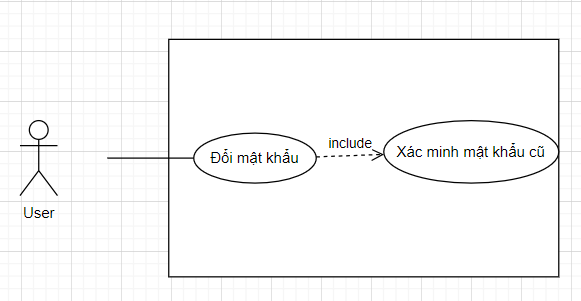 include
Đổi mật khẩu
Xác minh mật khẩu cũ
User